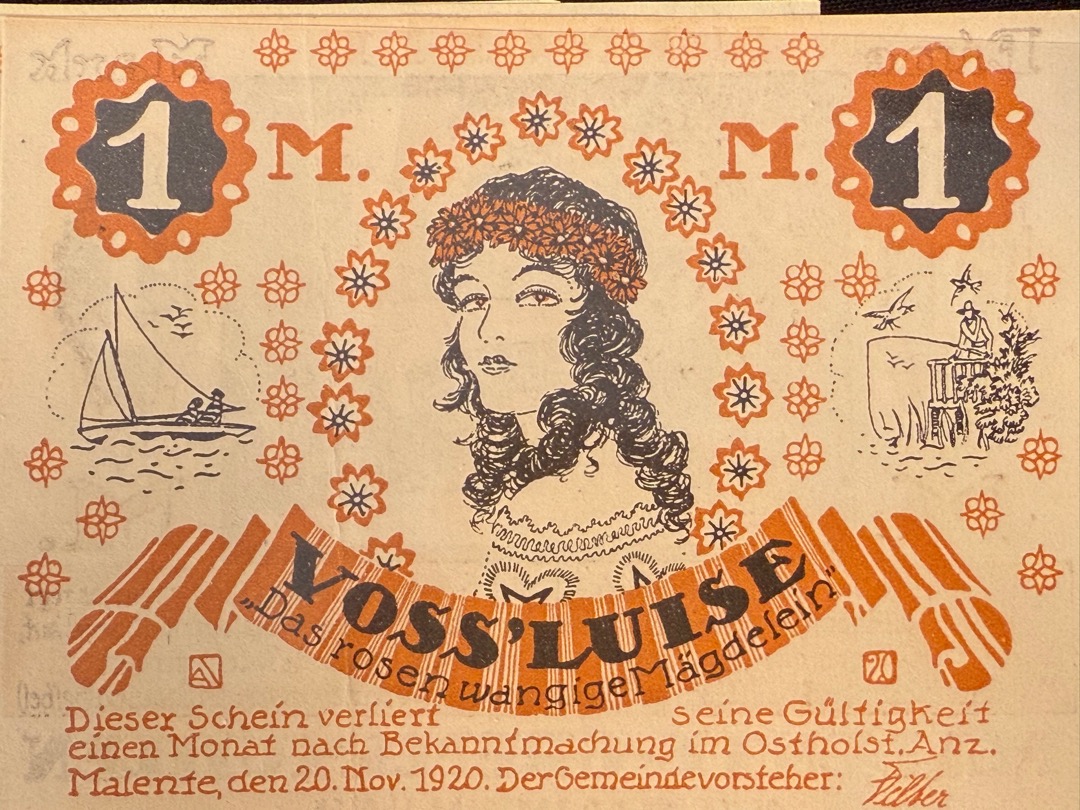 1 M. M. 1
VOSS'LUISE
„Das rosenwangige Mägdelein"
Dieser Schein verliert seine Gültigkeit
einen Monat nach Bekanntmachung im Ostholst. Anz.
Malente, den 20. Nov. 1920. Der Gemeindevorsteher: